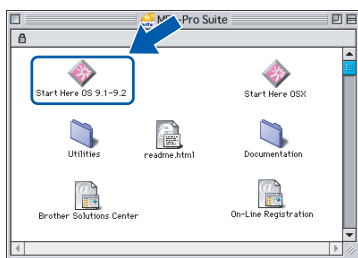 MFL-Pro Suite
Start Here OS 9.1-9.2
Start Here OSX
Utilities
readme.html
Documentation
Brother Solutions Center
On-Line Registration